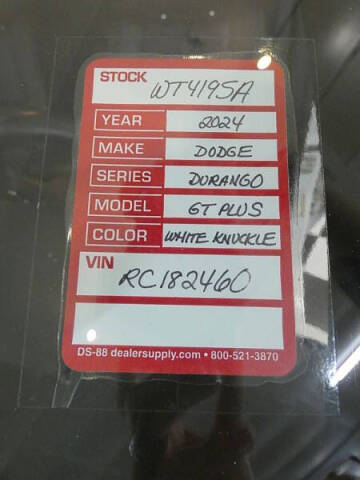 STOCK WT4195A
YEAR 2024
MAKE DODGE
SERIES DURANGO
MODEL GT PLUS
COLOR WHITE KNUCKLE
VIN
RC182460
DS-88 dealersupply.com • 800-521-3870